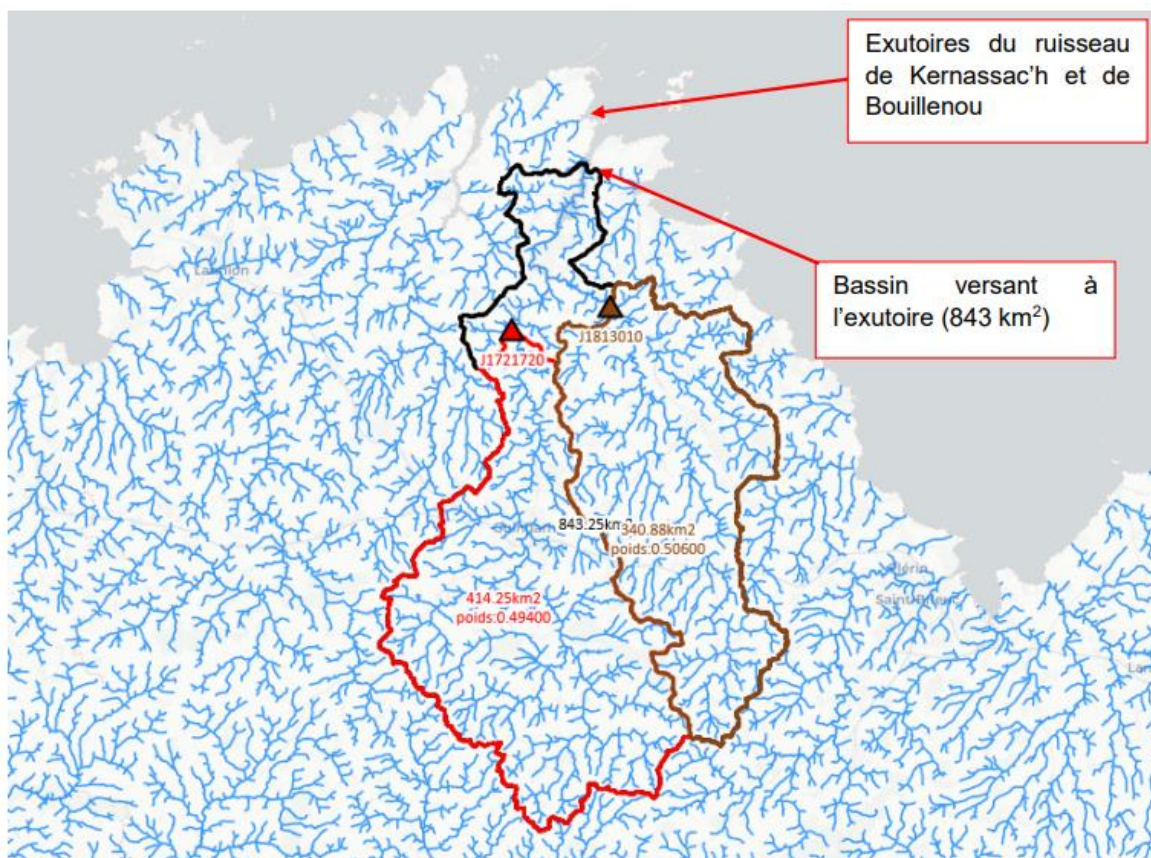 Exutoires du ruisseau
de Kernassac'h et de
Bouillenou
Bassin versant à
l'exutoire (843 km²)
Lannion
J1813010
J1721720
843.25km2
340.88km2
poids:0.50600
414.25km2
poids:0.49400